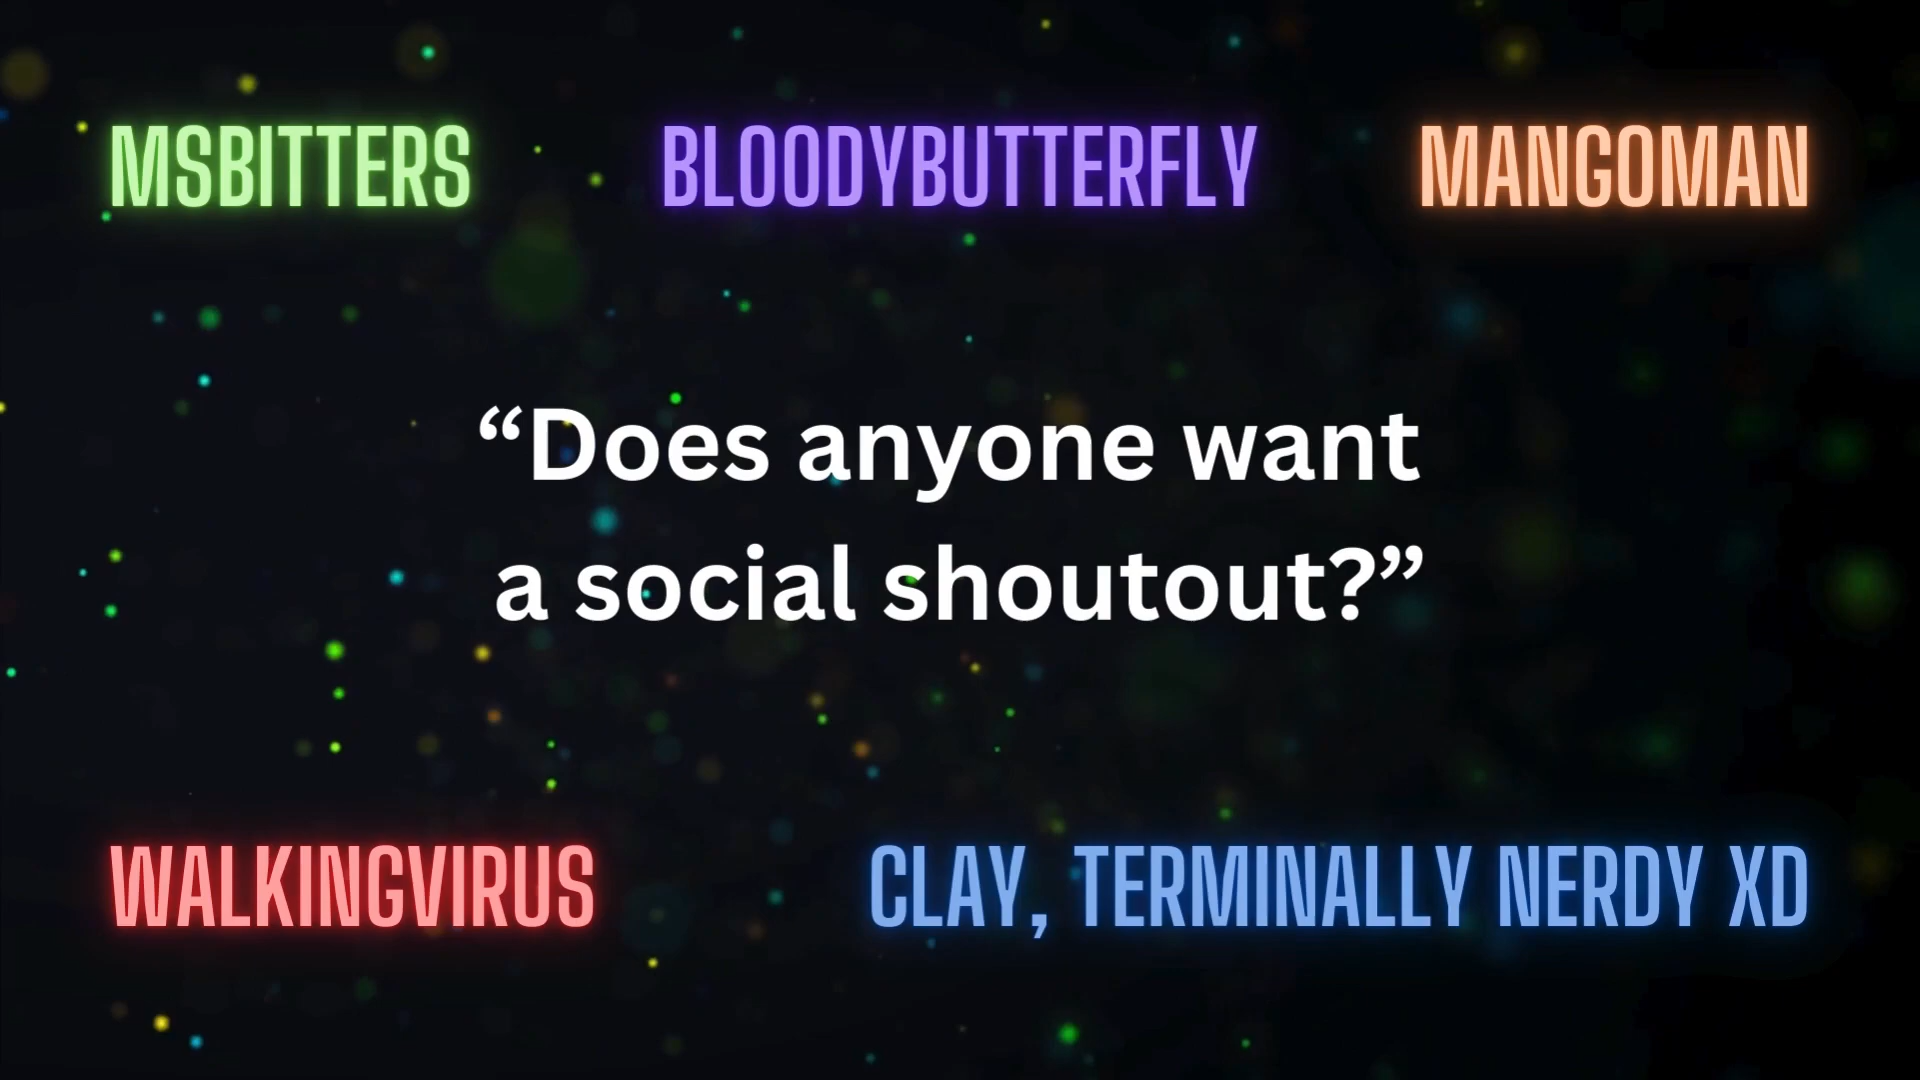 MSBITTERS
BLOODYBUTTERFLY
MANGOMAN
“Does anyone want
a social shoutout?”
WALKINGVIRUS
CLAY, TERMINALLY NERDY XD